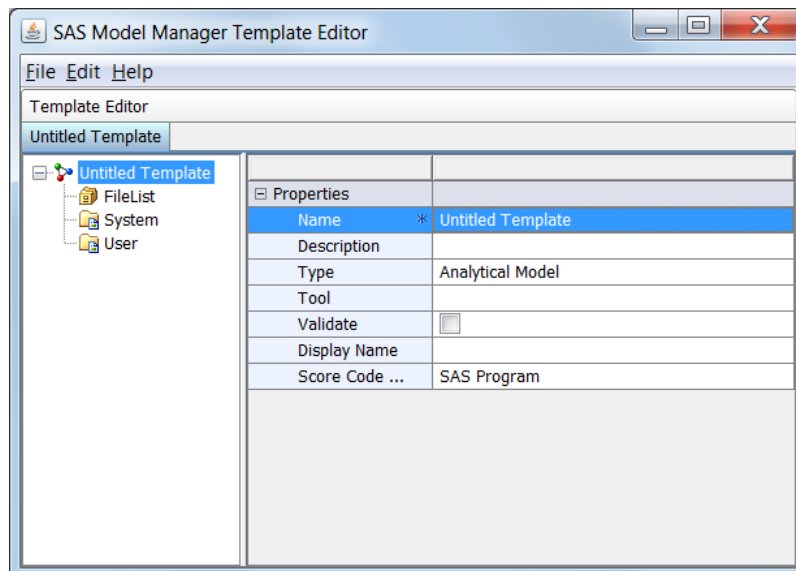 SAS Model Manager Template Editor
File Edit Help
Template Editor
Untitled Template
Untitled Template
FileList
System
User
Properties
Name * Untitled Template
Description
Type Analytical Model
Tool
Validate
Display Name
Score Code ... SAS Program